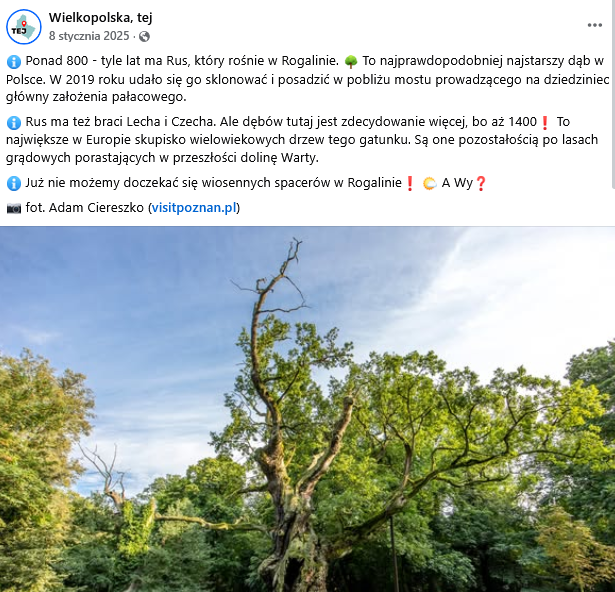 TEJ
Wielkopolska, tej
8 stycznia 2025 ·
Ponad 800 - tyle lat ma Rus, który rośnie w Rogalinie. 🌳 To najprawdopodobniej najstarszy dąb w
Polsce. W 2019 roku udało się go sklonować i posadzić w pobliżu mostu prowadzącego na dziedziniec
główny założenia pałacowego.
Rus ma też braci Lecha i Czecha. Ale dębów tutaj jest zdecydowanie więcej, bo aż 1400❗ To
największe w Europie skupisko wielowiekowych drzew tego gatunku. Są one pozostałością po lasach
grądowych porastających w przeszłości dolinę Warty.
Już nie możemy doczekać się wiosennych spacerów w Rogalinie❗ 🌤 A Wy❓
📷 fot. Adam Ciereszko (visitpoznan.pl)